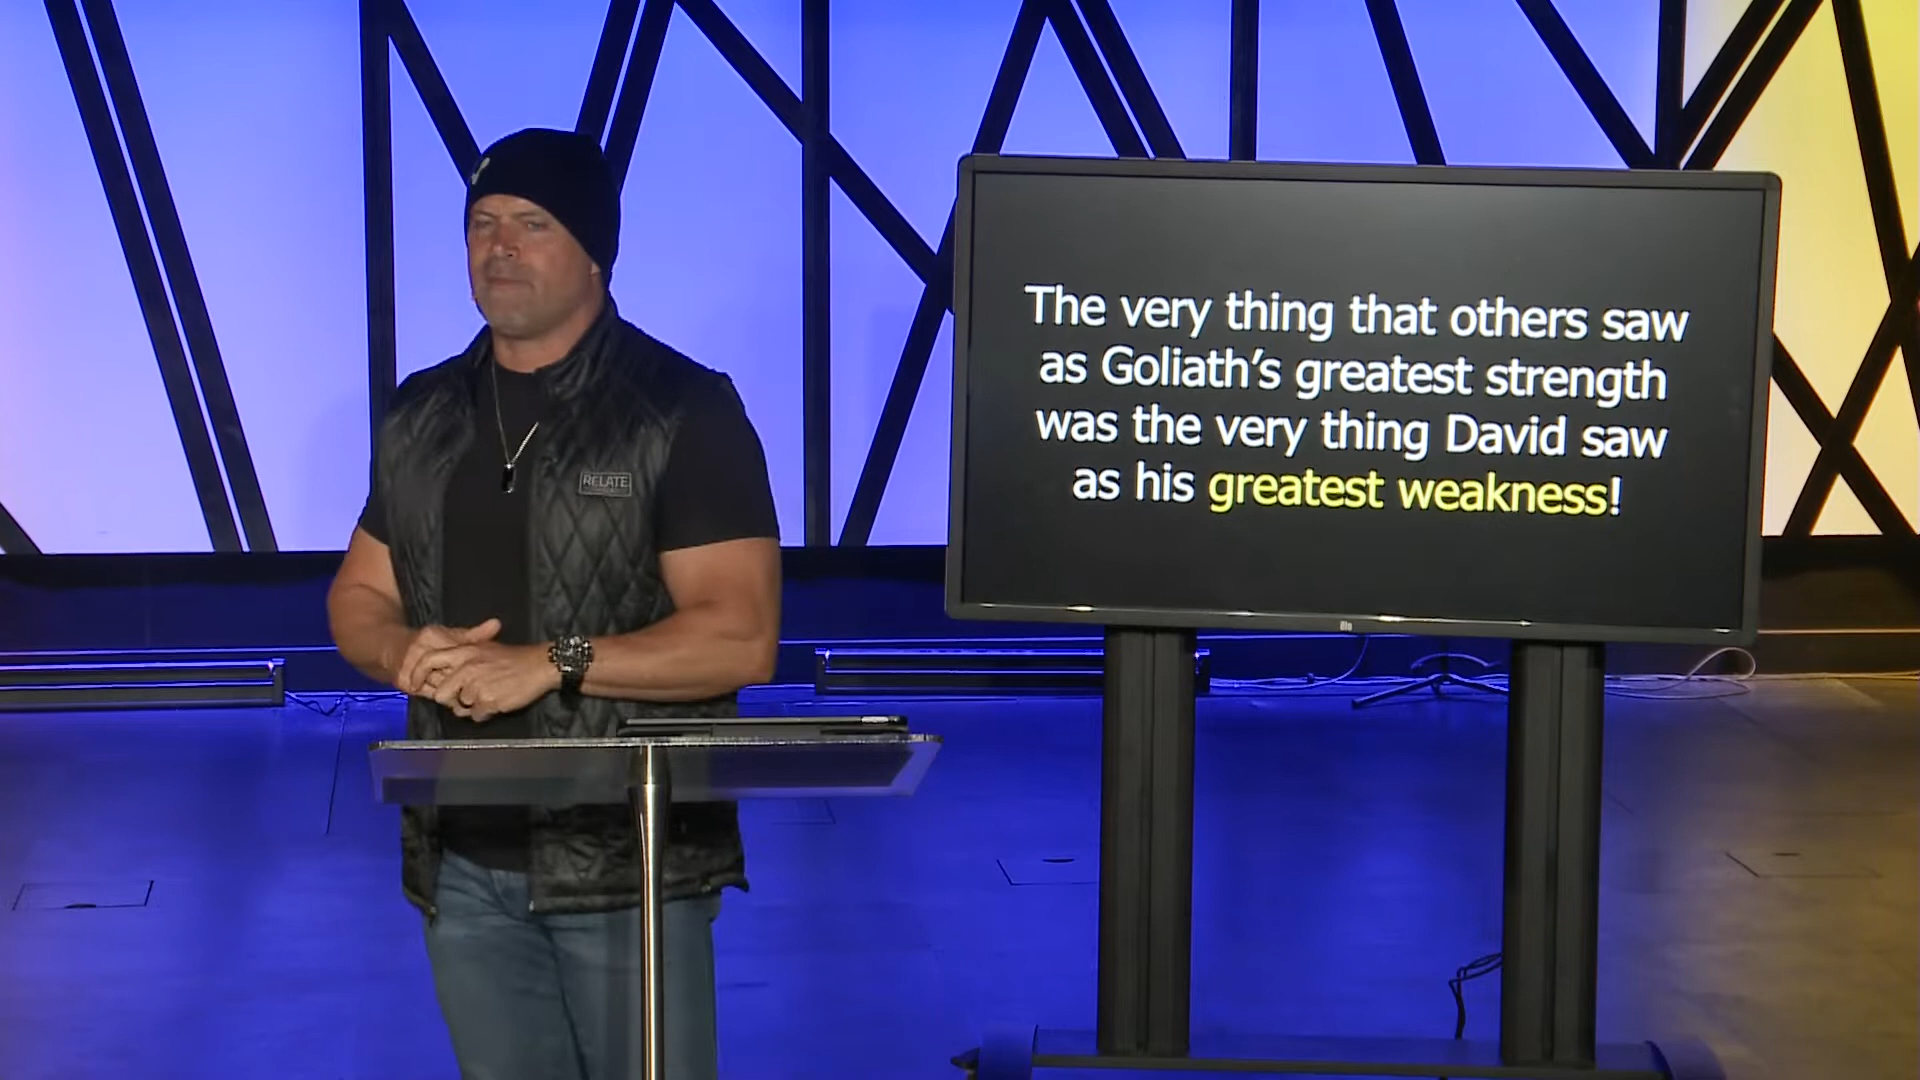 The very thing that others saw
as Goliath's greatest strength
was the very thing David saw
as his greatest weakness!
RELATE
elo